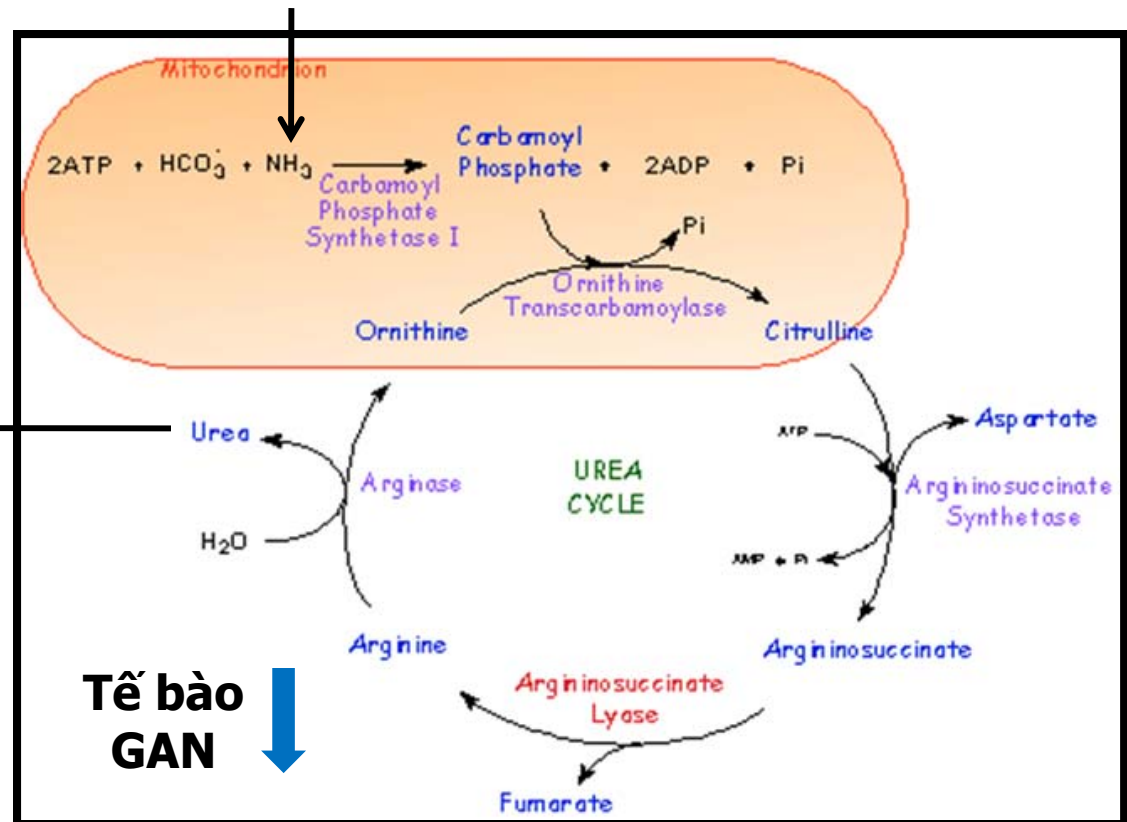 Mitochondrion
2ATP + HCO3- + NH3
Carbamoyl
Phosphate + 2ADP + Pi
Carbamoyl
Phosphate
Synthetase I
Pi
Ornithine
Transcarbamoylase
Ornithine
Citrulline
Urea
Aspartate
ATP
Arginase
UREA
CYCLE
Argininosuccinate
Synthetase
H2O
AMP + Pi
Arginine
Argininosuccinate
Argininosuccinate
Lyase
Tế bào
GAN
Fumarate